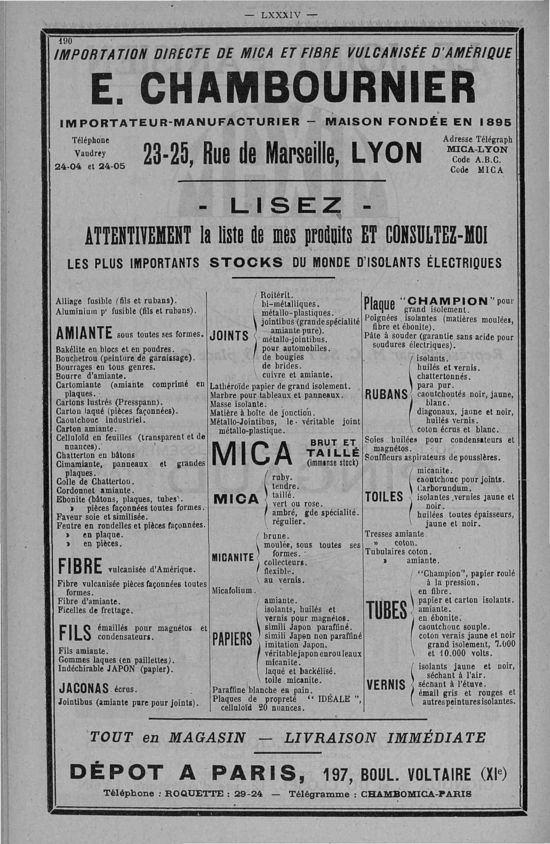 — LXXXIV —
190
IMPORTATION DIRECTE DE MICA ET FIBRE VULCANISÉE D'AMÉRIQUE
E. CHAMBOURNIER
IMPORTATEUR-MANUFACTURIER — MAISON FONDÉE EN 1895
Téléphone
Vaudrey
24-04 et 24-05
23-25, Rue de Marseille, LYON
Adresse Télégraph
MICA-LYON
Code A.B.C.
Code MICA
- LISEZ -
ATTENTIVEMENT la liste de mes produits ET CONSULTEZ-MOI
LES PLUS IMPORTANTS STOCKS DU MONDE D'ISOLANTS ÉLECTRIQUES
Alliage fusible (fils et rubans).
Aluminium pr fusible (fils et rubans).
AMIANTE sous toutes ses formes.
Bakélite en blocs et en poudres.
Bouchetrou (peinture de garnissage).
Bourrages en tous genres.
Bourre d'amiante.
Cartomiante (amiante comprimé en
plaques.
Cartons lustrés (Presspann).
Carton laqué (pièces façonnées).
Caoutchouc industriel.
Carton amiante.
Celluloïd en feuilles (transparent et de
nuances).
Chatterton en bâtons
Cimamiante, panneaux et grandes
plaques.
Colle de Chatterton.
Cordonnet amiante.
Ebonite (bâtons, plaques, tubes).
» pièces façonnées toutes formes.
Faveur soie et similisée.
Feutre en rondelles et pièces façonnées.
» en plaque.
» en pièces.
FIBRE vulcanisée d'Amérique.
Fibre vulcanisée pièces façonnées toutes
formes.
Fibre d'amiante.
Ficelles de frettage.
FILS émaillés pour magnétos et
condensateurs.
Fils amiante.
Gommes laques (en paillettes).
Indéchirable JAPON (papier).
JACONAS écrus.
Jointibus (amiante pure pour joints).
JOINTS
Roitérit.
bi-métalliques.
métallo-plastiques.
jointibus (grande spécialité
amiante pure).
métallo-jointibus.
pour automobiles.
de bougies
de brides.
cuivre et amiante.
Lathéroïde papier de grand isolement.
Marbre pour tableaux et panneaux.
Masse isolante.
Matière à boîte de jonction.
Métallo-Jointibus, le véritable joint
métallo-plastique.
MICA BRUT ET
TAILLÉ
(immense stock)
MICA
ruby.
tendre.
taillé.
vert ou rose.
ambré, gde spécialité.
régulier.
MICANITE
brune.
moulée, sous toutes ses
formes.
collecteurs.
flexible.
au vernis.
Micafolium.
PAPIERS
amiante.
isolants, huilés et
vernis pour magnétos.
simili Japon paraffiné.
simili Japon non paraffiné
imitation Japon.
véritable japon en rouleaux
micanite.
laqué et backélisé.
toile micanite.
Paraffine blanche en pain.
Plaques de propreté " IDÉALE ",
celluloïd 20 nuances.
Plaque "CHAMPION" pour
grand isolement.
Poignées isolantes (matières moulées,
fibre et ébonite).
Pâte à souder (garantie sans acide pour
soudures électriques).
RUBANS
isolants.
huilés et vernis.
chattertonnés.
para pur.
caoutchoutés noir, jaune,
blanc.
diagonaux, jaune et noir,
huilés vernis.
coton écrus et blanc.
Soies huilées pour condensateurs et
magnétos.
Souffleurs aspirateurs de poussières.
TOILES
micanite.
caoutchouc pour joints.
Carborundum.
isolantes vernies jaune et
noir.
huilées toutes épaisseurs,
jaune et noir.
Tresses amiante
» coton.
Tubulaires coton.
» amiante.
TUBES
"Champion", papier roulé
à la pression.
en fibre.
papier et carton isolants.
amiante.
en ébonite.
caoutchouc souple.
coton vernis jaune et noir
grand isolement, 7.000
et 10.000 volts.
VERNIS
isolants jaune et noir,
séchant à l'air.
séchant à l'étuve.
émail gris et rouges et
autres peintures isolantes.
TOUT en MAGASIN — LIVRAISON IMMÉDIATE
DÉPOT A PARIS, 197, BOUL. VOLTAIRE (XIe)
Téléphone : ROQUETTE : 29-24 — Télégramme : CHAMBOMICA-PARIS